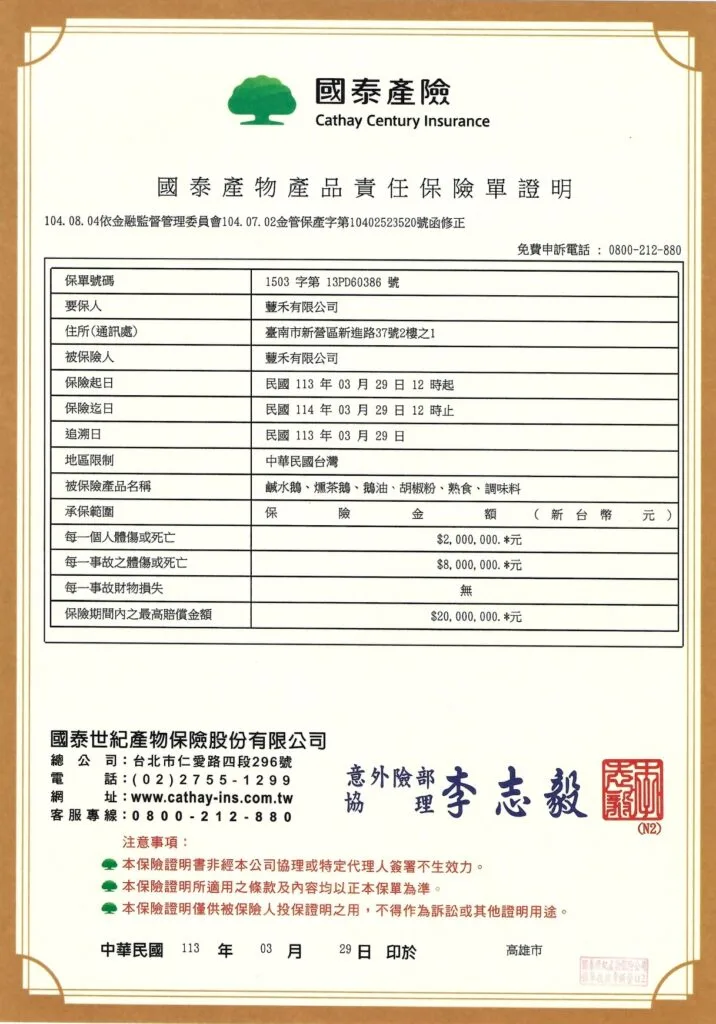 國泰產險
Cathay Century Insurance
國泰產物產品責任保險單證明
104.08.04依金融監督管理委員會104.07.02金管保產字第10402523520號函修正
免費申訴電話 : 0800-212-880
保單號碼 1503 字第 13PD60386 號
要保人 豐禾有限公司
住所(通訊處) 臺南市新營區新進路37號2樓之1
被保險人 豐禾有限公司
保險起日 民國 113 年 03 月 29 日 12 時起
保險迄日 民國 114 年 03 月 29 日 12 時止
追溯日 民國 113 年 03 月 29 日
地區限制 中華民國台灣
被保險產品名稱 鹹水鵝、燻茶鵝、鵝油、胡椒粉、熟食、調味料
承保範圍 保 險 金 額 ( 新 台 幣 元 )
每一個人體傷或死亡 $2,000,000.*元
每一事故之體傷或死亡 $8,000,000.*元
每一事故財物損失 無
保險期間內之最高賠償金額 $20,000,000.*元
國泰世紀產物保險股份有限公司
總公司:台北市仁愛路四段296號
電話:(02)2755-1299
網址:www.cathay-ins.com.tw
客服專線:0800-212-880
意外險部
協理 李志毅
李志毅
(N2)
注意事項:
本保險證明書非經本公司協理或特定代理人簽署不生效力。
本保險證明所適用之條款及內容均以正本保單為準。
本保險證明僅供被保險人投保證明之用,不得作為訴訟或其他證明用途。
中華民國 113 年 03 月 29 日 印於 高雄市